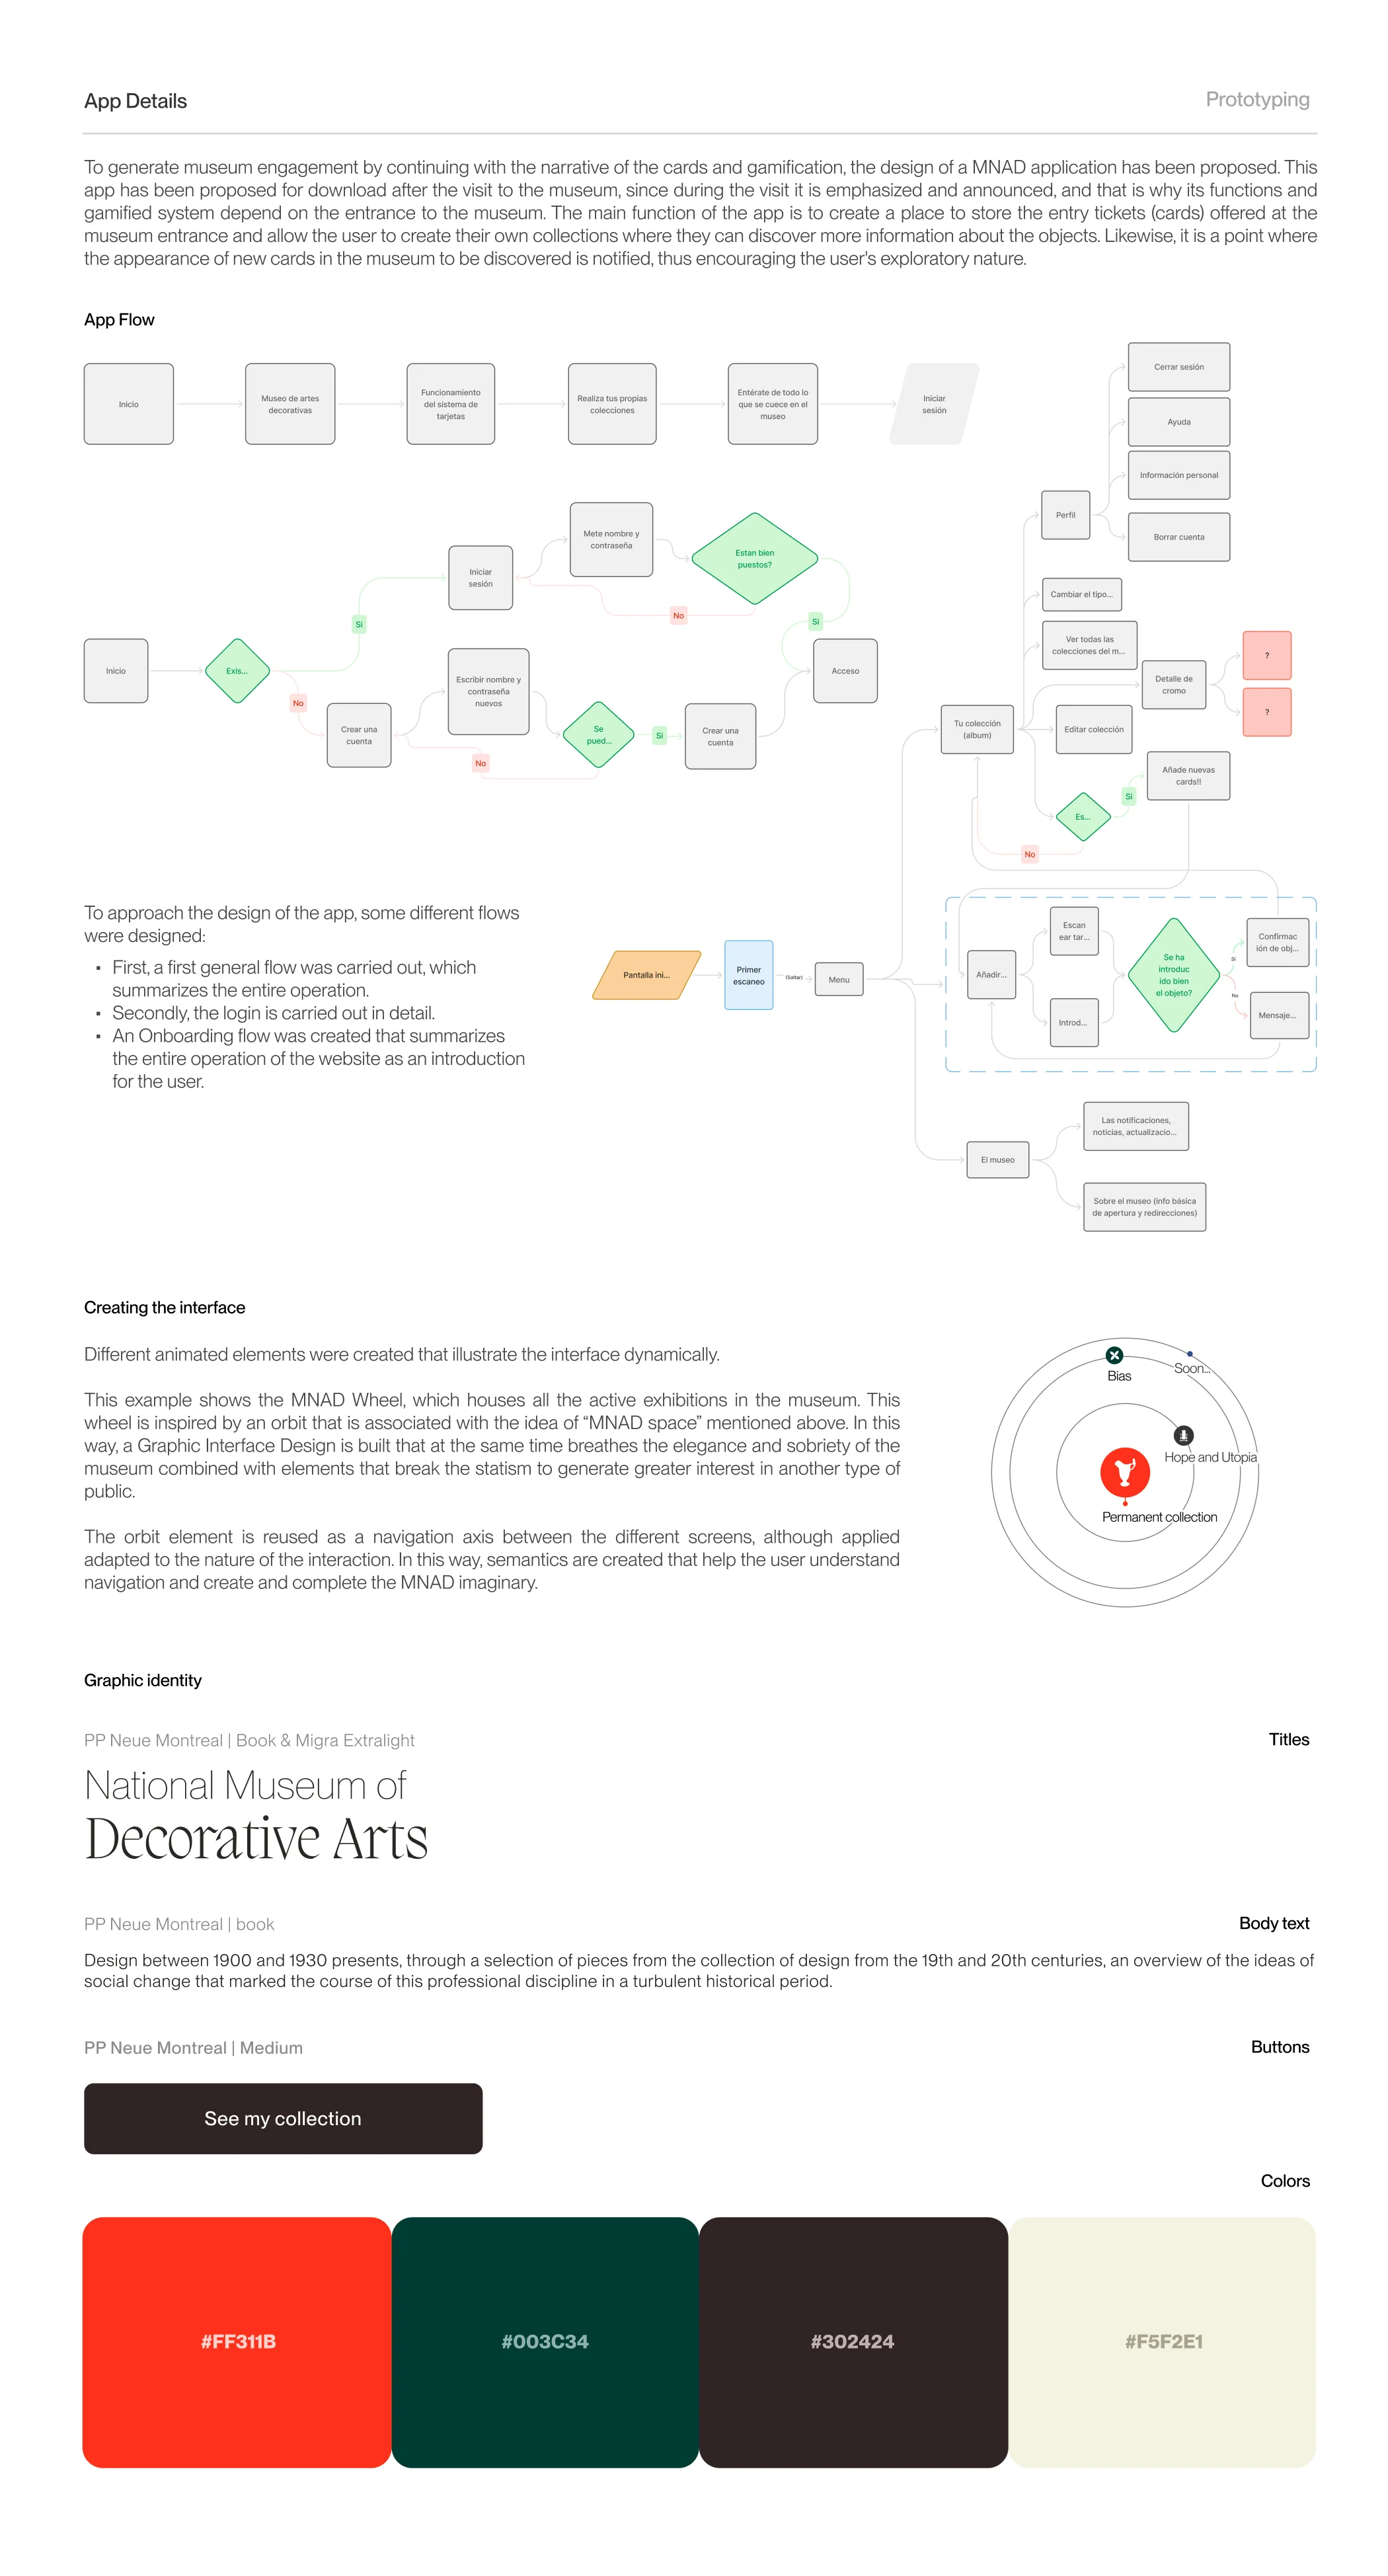 App Details
Prototyping
To generate museum engagement by continuing with the narrative of the cards and gamification, the design of a MNAD application has been proposed. This
app has been proposed for download after the visit to the museum, since during the visit it is emphasized and announced, and that is why its functions and
gamified system depend on the entrance to the museum. The main function of the app is to create a place to store the entry tickets (cards) offered at the
museum entrance and allow the user to create their own collections where they can discover more information about the objects. Likewise, it is a point where
the appearance of new cards in the museum to be discovered is notified, thus encouraging the user's exploratory nature.
App Flow
Inicio
Museo de artes
decorativas
Funcionamiento
del sistema de
tarjetas
Realiza tus propias
colecciones
Entérate de todo lo
que se cuece en el
museo
Iniciar
sesión
Inicio
Exis...
Si
No
Iniciar
sesión
Mete nombre y
contraseña
Estan bien
puestos?
No
Si
Crear una
cuenta
Escribir nombre y
contraseña
nuevos
Se
pued...
No
Si
Crear una
cuenta
Acceso
Cerrar sesión
Ayuda
Información personal
Borrar cuenta
Perfil
Cambiar el tipo...
Ver todas las
colecciones del m...
Detalle de
cromo
?
?
Tu colección
(album)
Editar colección
Añade nuevas
cards!!
Es...
Si
No
To approach the design of the app, some different flows
were designed:
▪ First, a first general flow was carried out, which
summarizes the entire operation.
▪ Secondly, the login is carried out in detail.
▪ An Onboarding flow was created that summarizes
the entire operation of the website as an introduction
for the user.
Pantalla ini...
Primer
escaneo
(Saltar)
Menu
Añadir...
Escan
ear tar...
Introd...
Se ha
introduc
ido bien
el objeto?
Si
No
Confirmac
ión de obj...
Mensaje...
El museo
Las notificaciones,
noticias, actualizacio...
Sobre el museo (info básica
de apertura y redirecciones)
Creating the interface
Different animated elements were created that illustrate the interface dynamically.
This example shows the MNAD Wheel, which houses all the active exhibitions in the museum. This
wheel is inspired by an orbit that is associated with the idea of “MNAD space” mentioned above. In this
way, a Graphic Interface Design is built that at the same time breathes the elegance and sobriety of the
museum combined with elements that break the statism to generate greater interest in another type of
public.
The orbit element is reused as a navigation axis between the different screens, although applied
adapted to the nature of the interaction. In this way, semantics are created that help the user understand
navigation and create and complete the MNAD imaginary.
Bias
Soon...
Hope and Utopia
Permanent collection
Graphic identity
PP Neue Montreal | Book & Migra Extralight
Titles
National Museum of
Decorative Arts
PP Neue Montreal | book
Body text
Design between 1900 and 1930 presents, through a selection of pieces from the collection of design from the 19th and 20th centuries, an overview of the ideas of
social change that marked the course of this professional discipline in a turbulent historical period.
PP Neue Montreal | Medium
Buttons
See my collection
Colors
#FF311B
#003C34
#302424
#F5F2E1